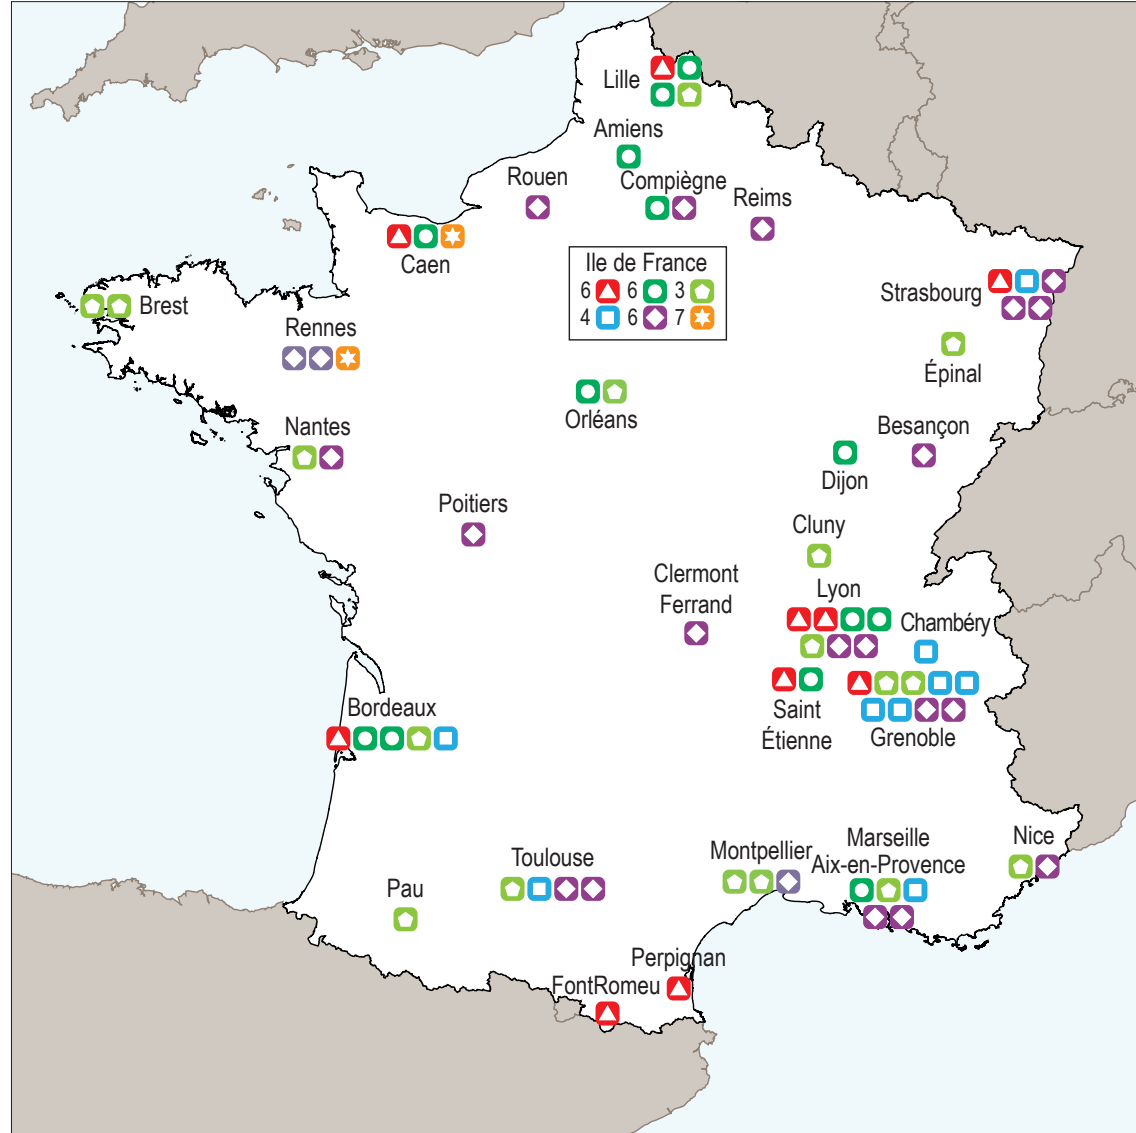 Lille
Amiens
Rouen
Compiègne
Reims
Caen
Ile de France
6 6 3
4 6 7
Strasbourg
Brest
Rennes
Épinal
Orléans
Nantes
Besançon
Dijon
Poitiers
Cluny
Clermont
Ferrand
Lyon
Chambéry
Saint
Étienne
Grenoble
Bordeaux
Nice
Marseille
Aix-en-Provence
Montpellier
Toulouse
Pau
Perpignan
FontRomeu